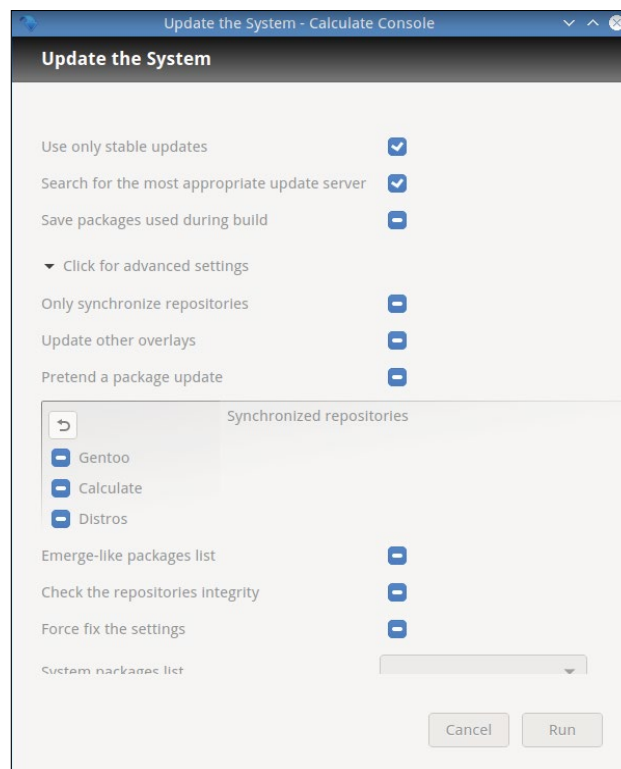 Update the System - Calculate Console
Update the System
Use only stable updates
Search for the most appropriate update server
Save packages used during build
Click for advanced settings
Only synchronize repositories
Update other overlays
Pretend a package update
Synchronized repositories
Gentoo
Calculate
Distros
Emerge-like packages list
Check the repositories integrity
Force fix the settings
System packages list
Cancel Run